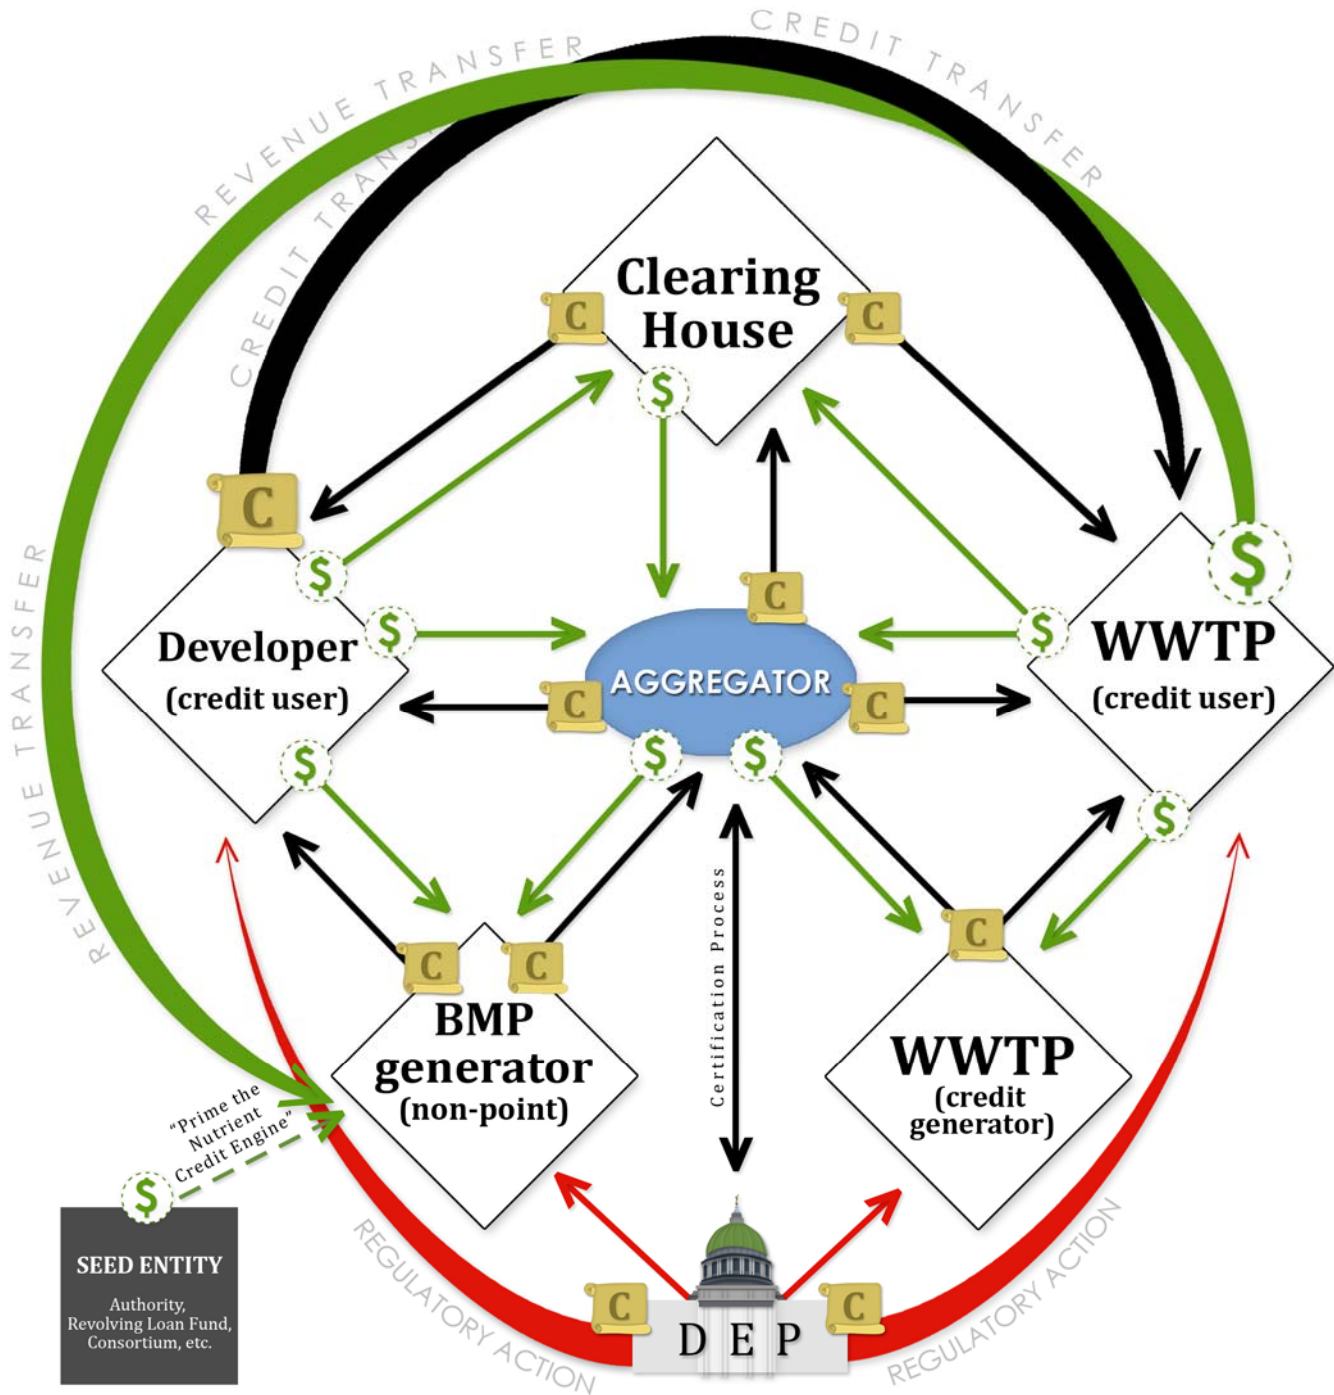 CREDIT TRANSFER
REVENUE TRANSFER
CREDIT TRANSFER
Clearing
House
C
C
$
C
$
$
C
$
Developer
(credit user)
$
AGGREGATOR
$
WWTP
(credit user)
C
C
$
$
$
$
REVENUE TRANSFER
Certification Process
C
C
C
BMP
generator
(non-point)
WWTP
(credit
generator)
"Prime the
Nutrient
Credit Engine"
$
SEED ENTITY
Authority,
Revolving Loan Fund,
Consortium, etc.
REGULATORY ACTION
C
C
DEP
REGULATORY ACTION